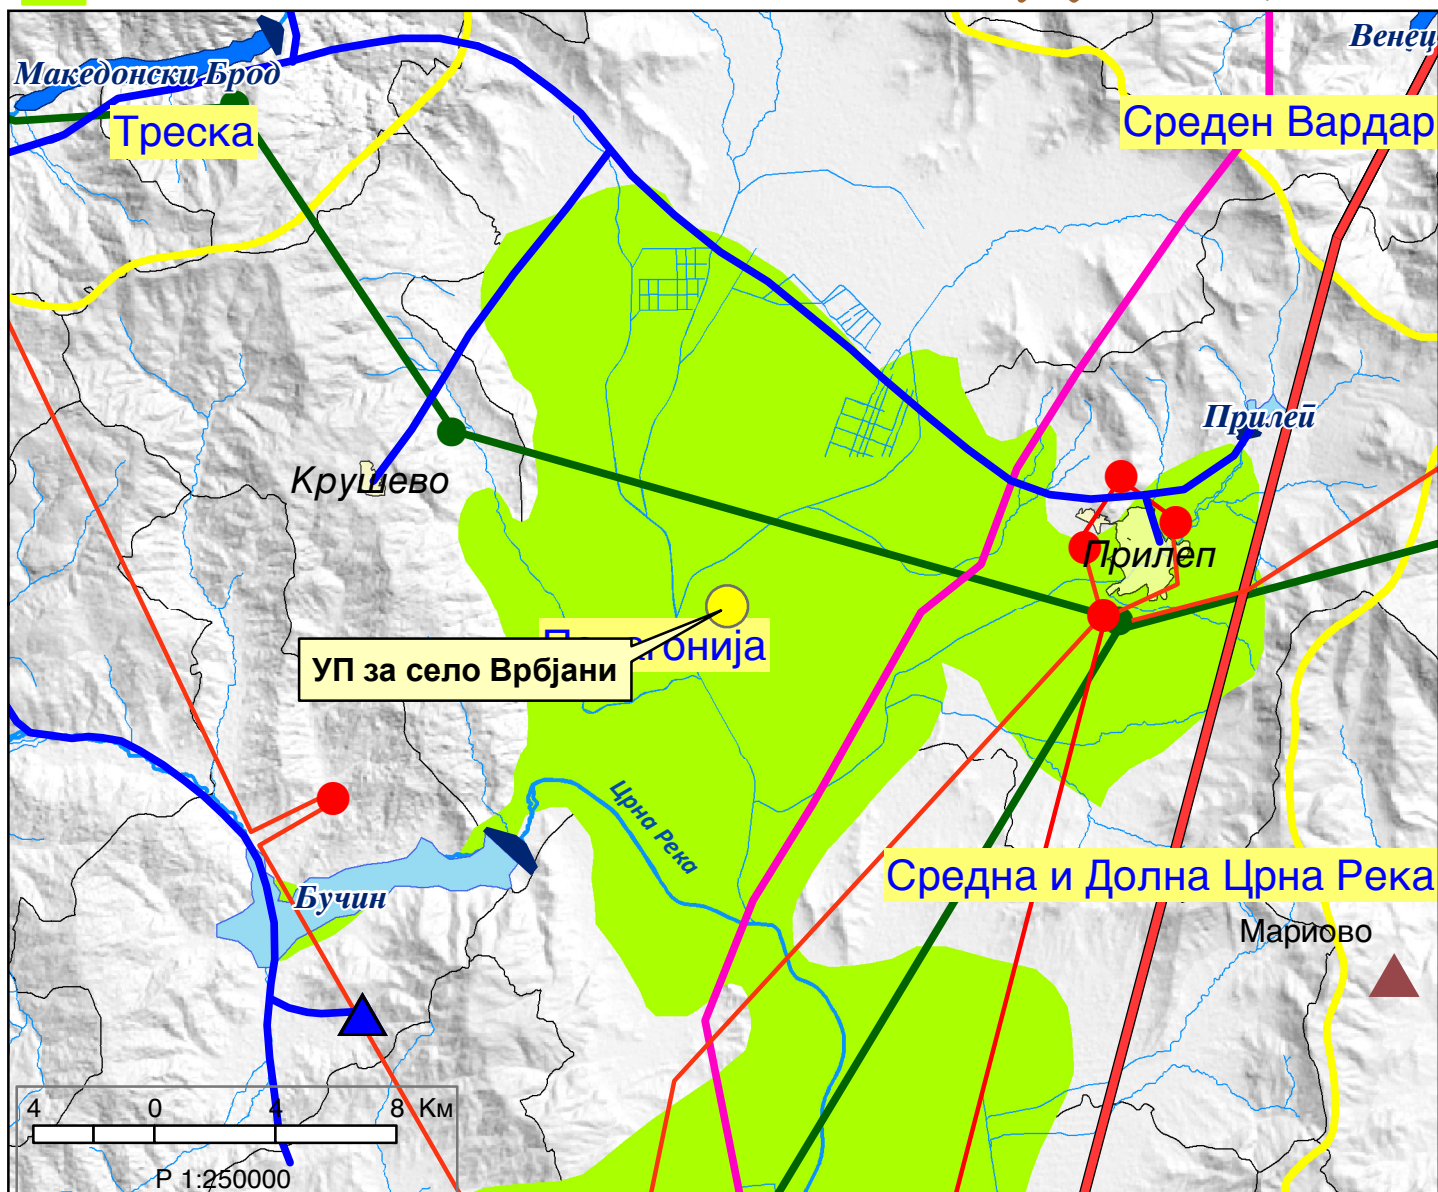 Венец
Македонски Брод
Треска
Среден Вардар
Прилеп
Крушево
Прилеп
УП за село Врбјани
гонија
Црна Река
Средна и Долна Црна Река
Бучин
Мариово
4 0 4 8 Км
Р 1:250000